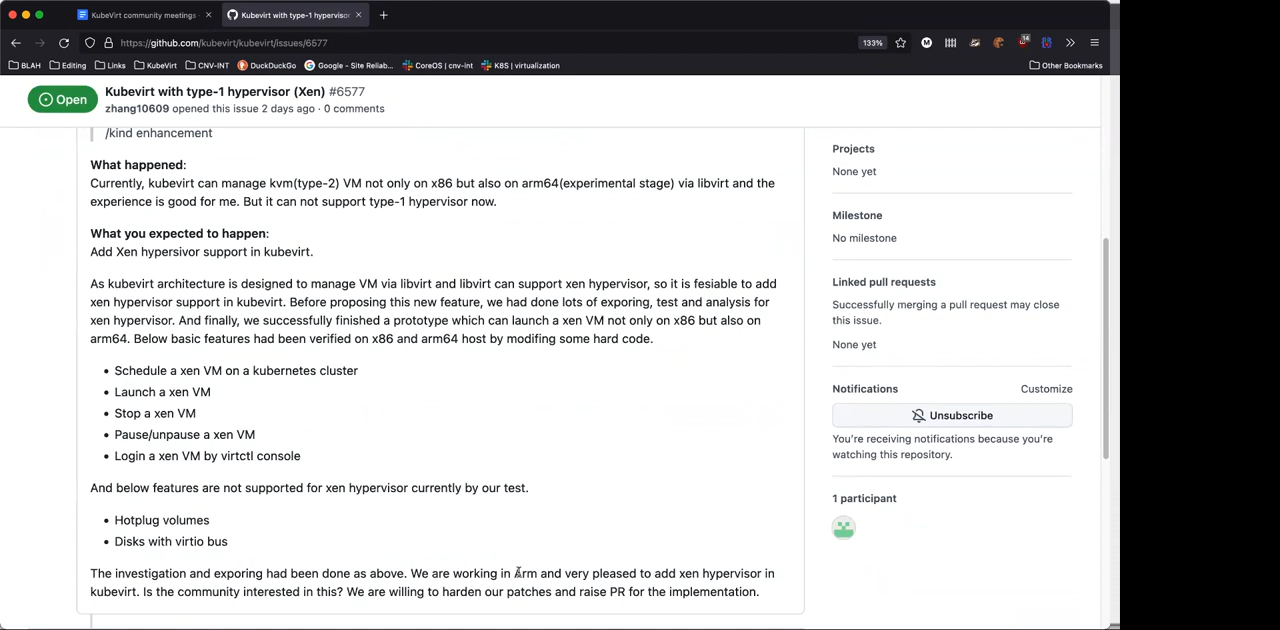 KubeVirt community meetings
Kubevirt with type-1 hypervisor
https://github.com/kubevirt/kubevirt/issues/6577
133%
14
BLAH
Editing
Links
KubeVirt
CNV-INT
DuckDuckGo
Google - Site Reliab...
CoreOS | cnv-int
K8S | virtualization
Other Bookmarks
Open
Kubevirt with type-1 hypervisor (Xen) #6577
zhang10609 opened this issue 2 days ago · 0 comments
/kind enhancement
What happened:
Currently, kubevirt can manage kvm(type-2) VM not only on x86 but also on arm64(experimental stage) via libvirt and the
experience is good for me. But it can not support type-1 hypervisor now.
What you expected to happen:
Add Xen hypersivor support in kubevirt.
As kubevirt architecture is designed to manage VM via libvirt and libvirt can support xen hypervisor, so it is fesiable to add
xen hypervisor support in kubevirt. Before proposing this new feature, we had done lots of exporing, test and analysis for
xen hypervisor. And finally, we successfully finished a prototype which can launch a xen VM not only on x86 but also on
arm64. Below basic features had been verified on x86 and arm64 host by modifing some hard code.
• Schedule a xen VM on a kubernetes cluster
• Launch a xen VM
• Stop a xen VM
• Pause/unpause a xen VM
• Login a xen VM by virtctl console
And below features are not supported for xen hypervisor currently by our test.
• Hotplug volumes
• Disks with virtio bus
The investigation and exporing had been done as above. We are working in Arm and very pleased to add xen hypervisor in
kubevirt. Is the community interested in this? We are willing to harden our patches and raise PR for the implementation.
Projects
None yet
Milestone
No milestone
Linked pull requests
Successfully merging a pull request may close
this issue.
None yet
Notifications
Customize
Unsubscribe
You're receiving notifications because you're
watching this repository.
1 participant